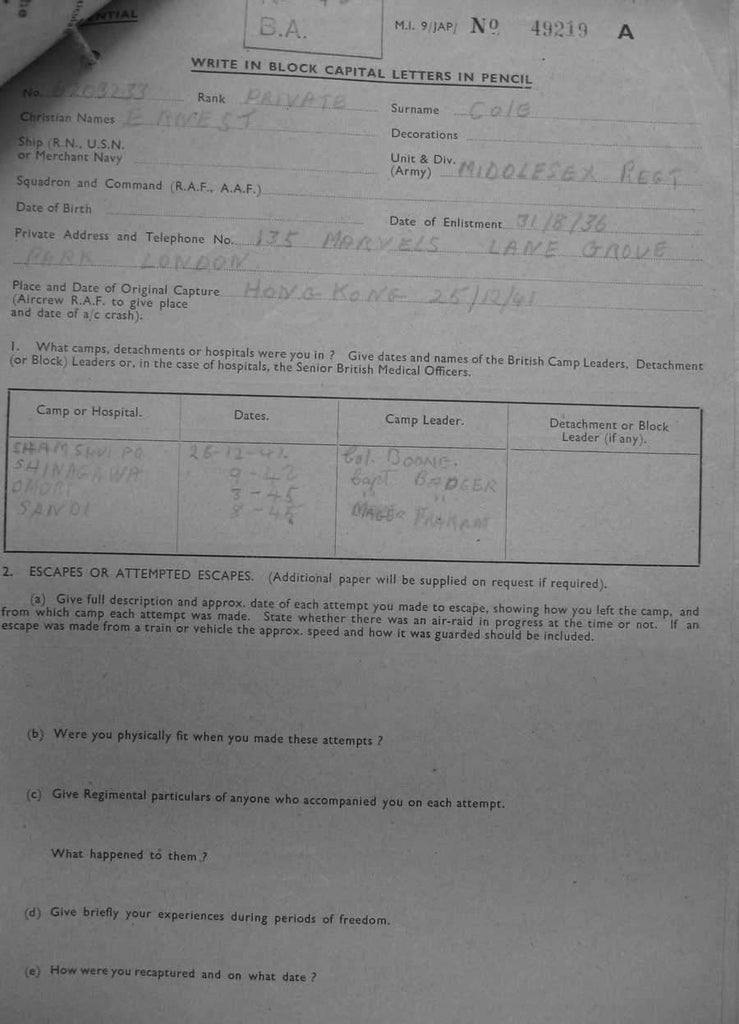 NTIAL
B.A.
M.I. 9/JAP/ No 49219 A
WRITE IN BLOCK CAPITAL LETTERS IN PENCIL
No. 6203233 Rank PRIVATE Surname COlE
Christian Names ERNEST Decorations
Ship (R.N., U.S.N. or Merchant Navy
Unit & Div. (Army) MIDDLESEX REGT
Squadron and Command (R.A.F., A.A.F.)
Date of Birth Date of Enlistment 31/8/36
Private Address and Telephone No. 135 MARVELS LANE GROVE
PARK LONDON
Place and Date of Original Capture HONG KONG 25/12/41
(Aircrew R.A.F. to give place
and date of a/c crash).
1. What camps, detachments or hospitals were you in ? Give dates and names of the British Camp Leaders, Detachment
(or Block) Leaders or, in the case of hospitals, the Senior British Medical Officers.
Camp or Hospital. Dates. Camp Leader. Detachment or Block Leader (if any).
SHAMSHUI PO 26-12-41 Col. BOONE.
SHINAGAWA 9-42 Capt BADGER
OMORI 3-45 " "
SANDI 8-45
2. ESCAPES OR ATTEMPTED ESCAPES. (Additional paper will be supplied on request if required).
(a) Give full description and approx. date of each attempt you made to escape, showing how you left the camp, and
from which camp each attempt was made. State whether there was an air-raid in progress at the time or not. If an
escape was made from a train or vehicle the approx. speed and how it was guarded should be included.
(b) Were you physically fit when you made these attempts ?
(c) Give Regimental particulars of anyone who accompanied you on each attempt.
What happened to them ?
(d) Give briefly your experiences during periods of freedom.
(e) How were you recaptured and on what date ?